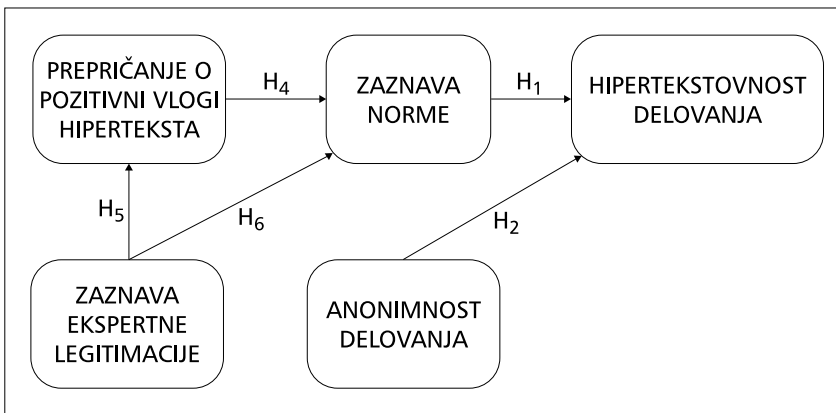 PREPRIČANJE O
POZITIVNI VLOGI
HIPERTEKSTA
H4
ZAZNAVA
NORME
H1
HIPERTEKSTOVNOST
DELOVANJA
H5
H6
H2
ZAZNAVA
EKSPERTNE
LEGITIMACIJE
ANONIMNOST
DELOVANJA